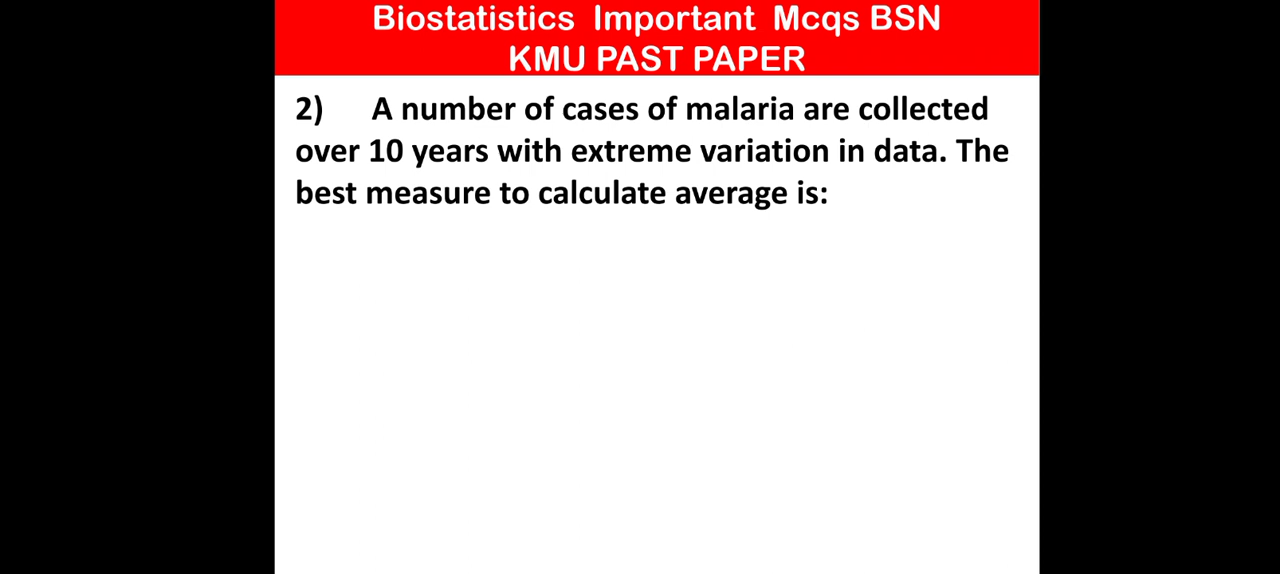 Biostatistics Important Mcqs BSN
KMU PAST PAPER
2) A number of cases of malaria are collected
over 10 years with extreme variation in data. The
best measure to calculate average is: